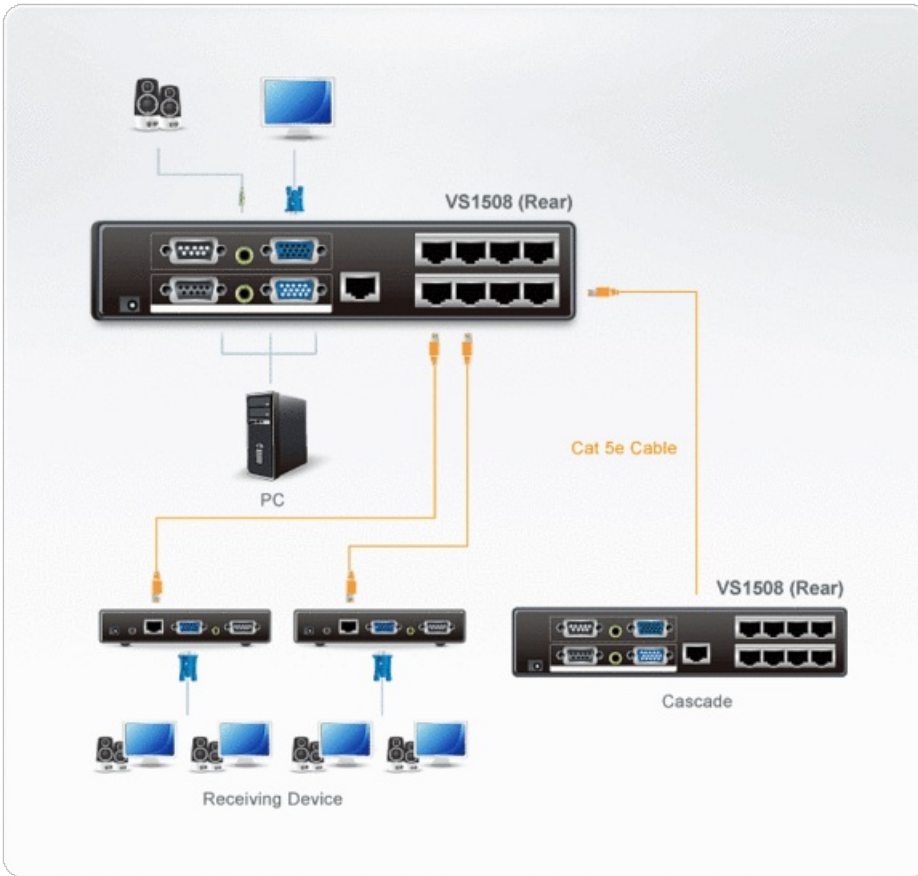 VS1508 (Rear)
Cat 5e Cable
PC
VS1508 (Rear)
Cascade
Receiving Device